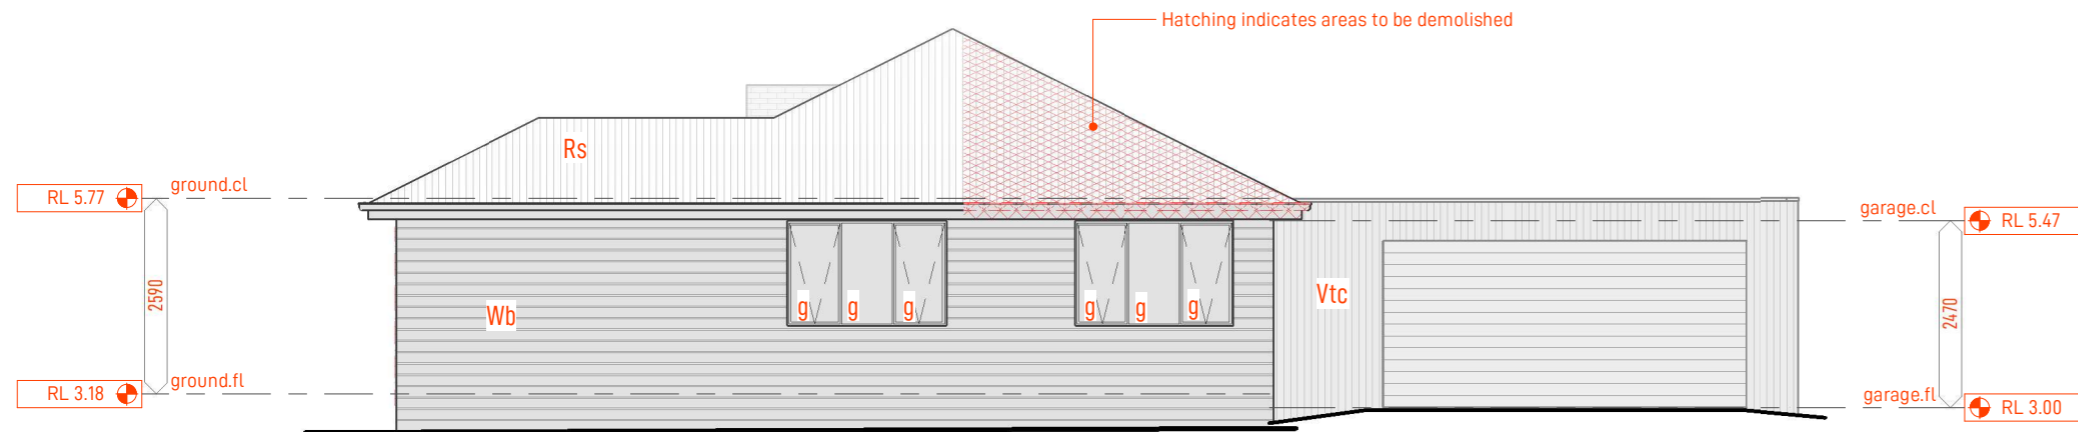 Hatching indicates areas to be demolished
Rs
RL 5.77
ground.cl
garage.cl
RL 5.47
2590
Wb
g
g
g
g
g
g
Vtc
2470
RL 3.18
ground.fl
garage.fl
RL 3.00